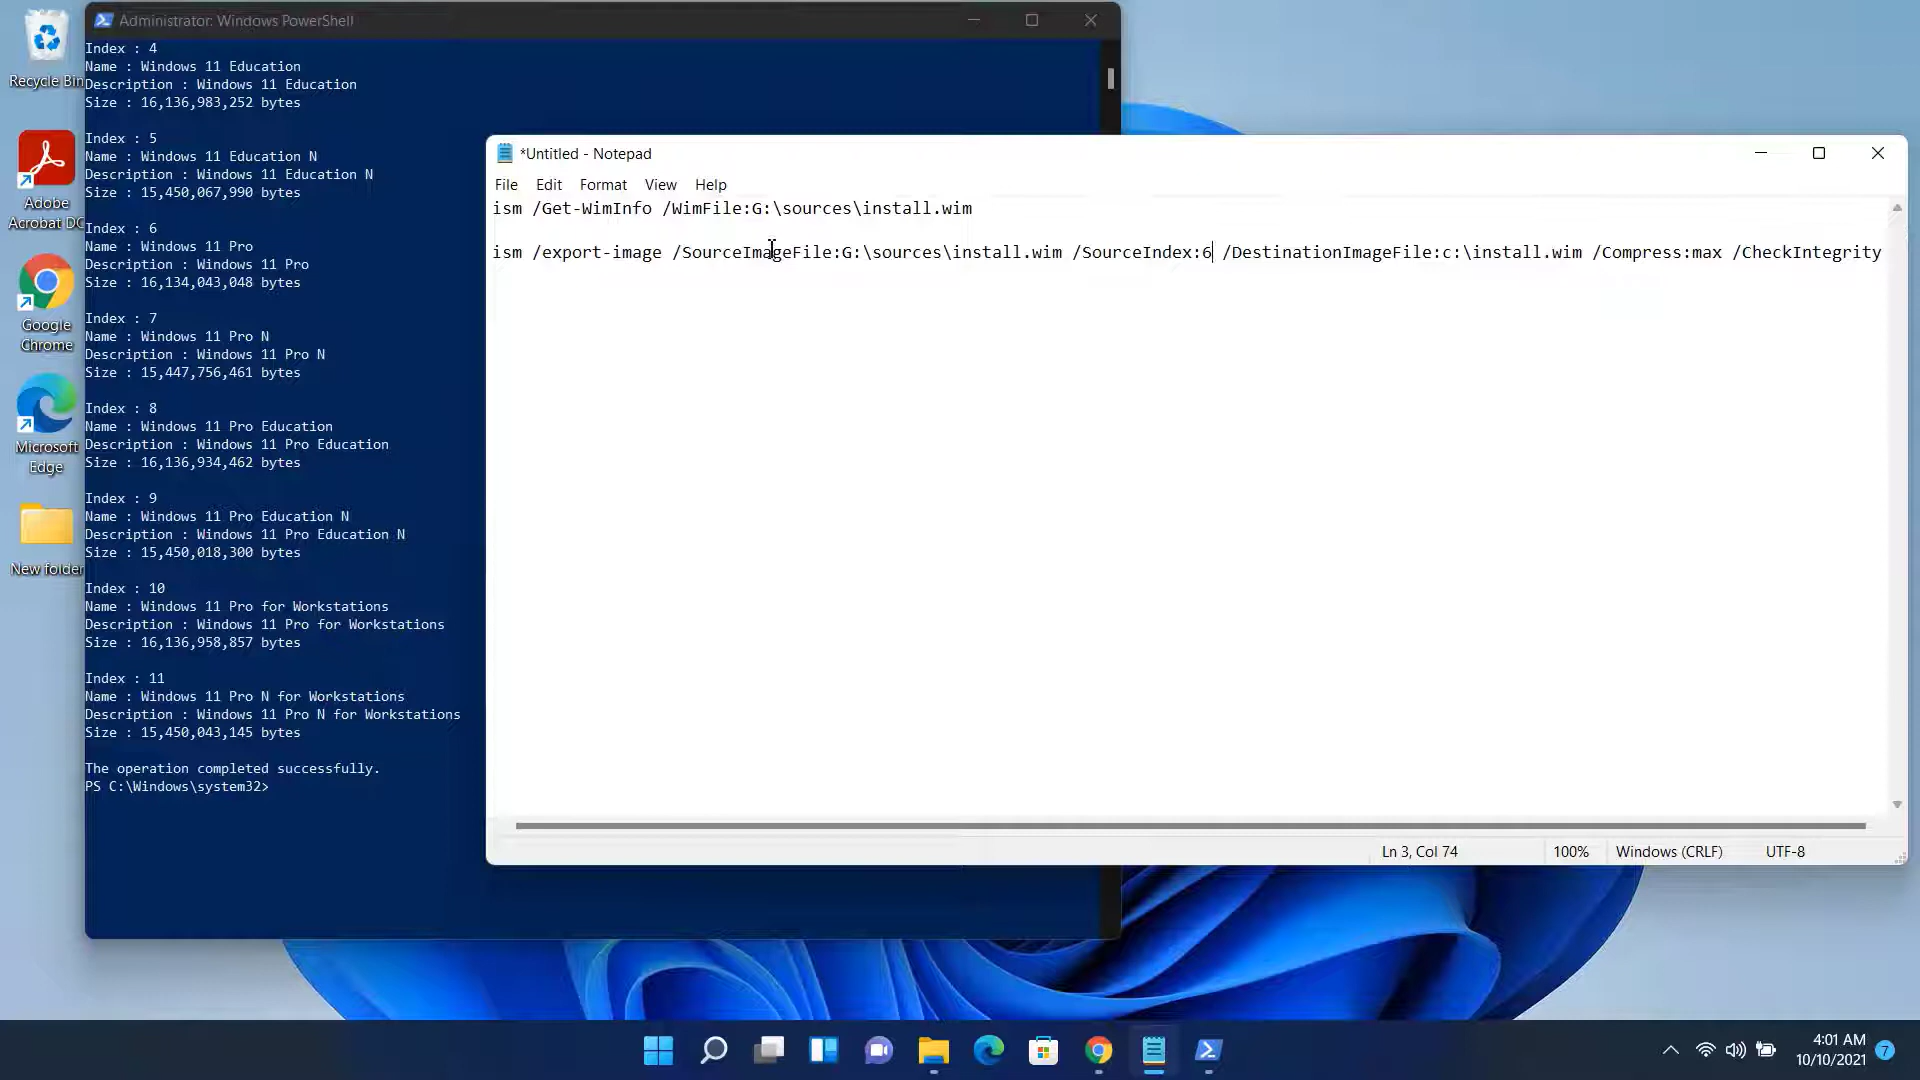 Administrator: Windows PowerShell
Index : 4
Name : Windows 11 Education
Description : Windows 11 Education
Size : 16,136,983,252 bytes
Index : 5
Name : Windows 11 Education N
Description : Windows 11 Education N
Size : 15,450,067,990 bytes
Index : 6
Name : Windows 11 Pro
Description : Windows 11 Pro
Size : 16,134,043,048 bytes
Index : 7
Name : Windows 11 Pro N
Description : Windows 11 Pro N
Size : 15,447,756,461 bytes
Index : 8
Name : Windows 11 Pro Education
Description : Windows 11 Pro Education
Size : 16,136,934,462 bytes
Index : 9
Name : Windows 11 Pro Education N
Description : Windows 11 Pro Education N
Size : 15,450,018,300 bytes
Index : 10
Name : Windows 11 Pro for Workstations
Description : Windows 11 Pro for Workstations
Size : 16,136,958,857 bytes
Index : 11
Name : Windows 11 Pro N for Workstations
Description : Windows 11 Pro N for Workstations
Size : 15,450,043,145 bytes
The operation completed successfully.
PS C:\Windows\system32>
*Untitled - Notepad
File Edit Format View Help
ism /Get-WimInfo /WimFile:G:\sources\install.wim
ism /export-image /SourceImageFile:G:\sources\install.wim /SourceIndex:6 /DestinationImageFile:c:\install.wim /Compress:max /CheckIntegrity
Ln 3, Col 74 100% Windows (CRLF) UTF-8
Recycle Bin
Adobe
Acrobat DC
Google
Chrome
Microsoft
Edge
New folder
4:01 AM
10/10/2021
7